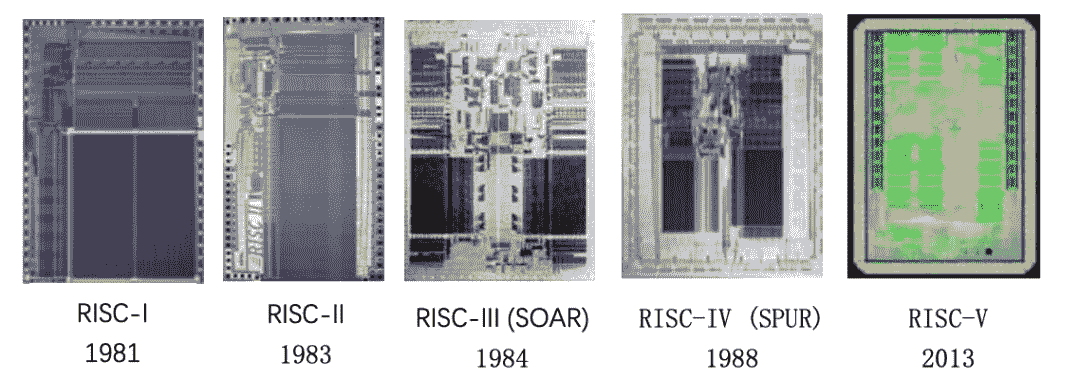 RISC-I
1981
RISC-II
1983
RISC-III (SOAR)
1984
RISC-IV (SPUR)
1988
RISC-V
2013